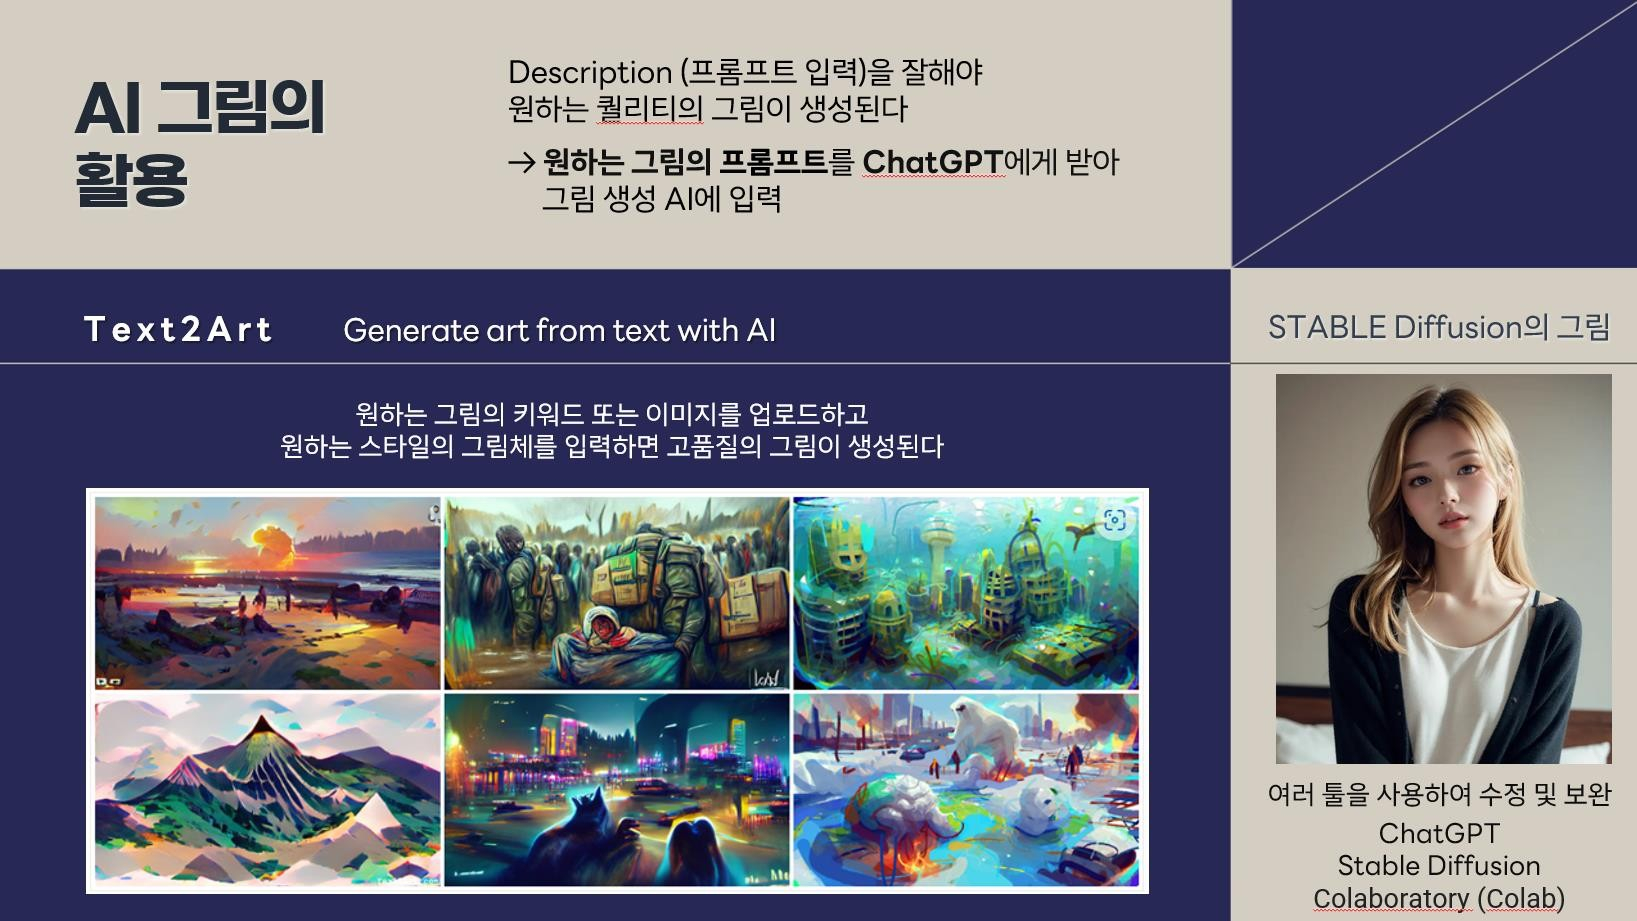 AI 그림의
활용
Description (프롬프트 입력)을 잘해야
원하는 퀄리티의 그림이 생성된다
→ 원하는 그림의 프롬프트를 ChatGPT에게 받아
그림 생성 AI에 입력
Text2Art
Generate art from text with AI
원하는 그림의 키워드 또는 이미지를 업로드하고
원하는 스타일의 그림체를 입력하면 고품질의 그림이 생성된다
STABLE Diffusion의 그림
여러 툴을 사용하여 수정 및 보완
ChatGPT
Stable Diffusion
Colaboratory (Colab)